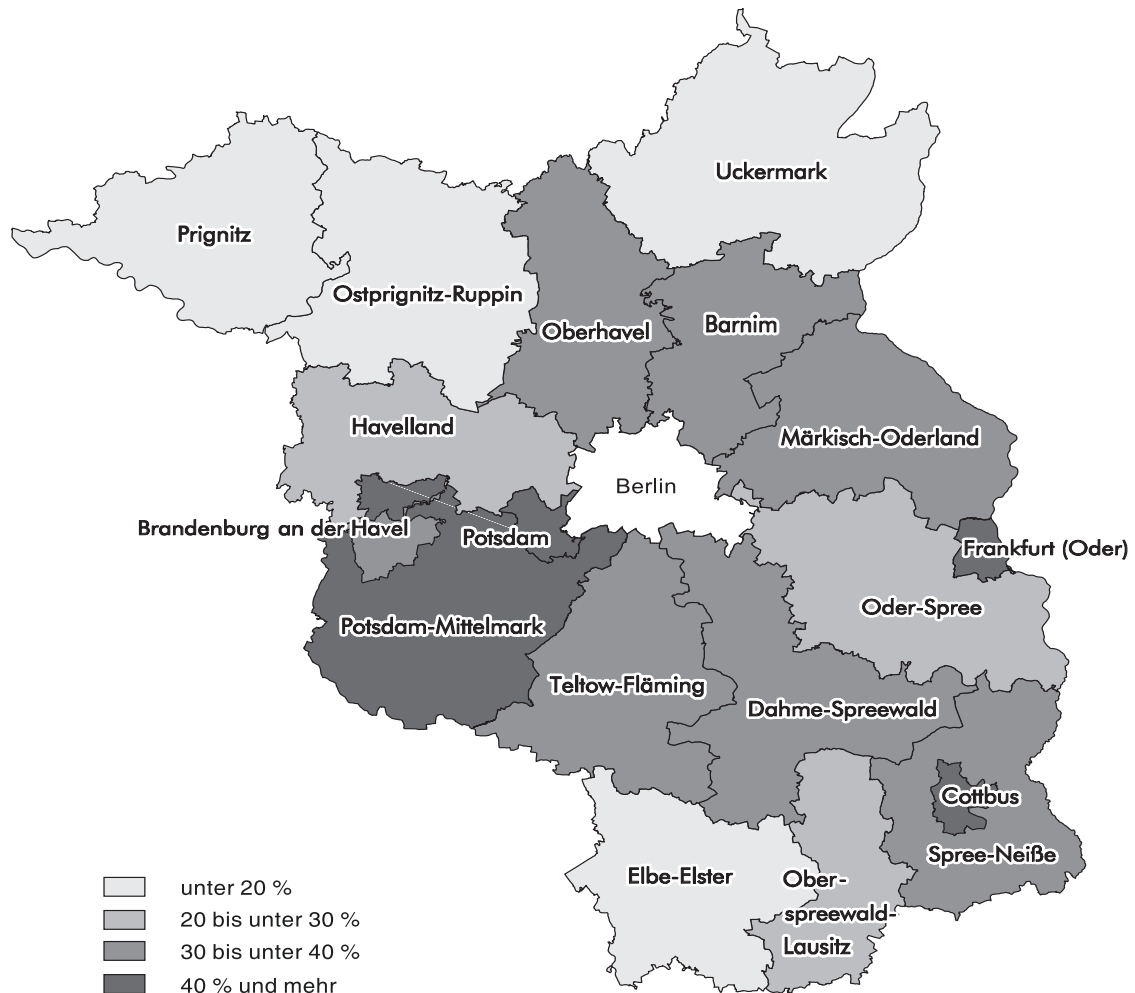 Uckermark
Prignitz
Ostprignitz-Ruppin
Oberhavel
Barnim
Havelland
Märkisch-Oderland
Berlin
Brandenburg an der Havel
Potsdam
Frankfurt (Oder)
Oder-Spree
Potsdam-Mittelmark
Teltow-Fläming
Dahme-Spreewald
Cottbus
Spree-Neiße
Elbe-Elster
Ober-
spreewald-
Lausitz
unter 20 %
20 bis unter 30 %
30 bis unter 40 %
40 % und mehr